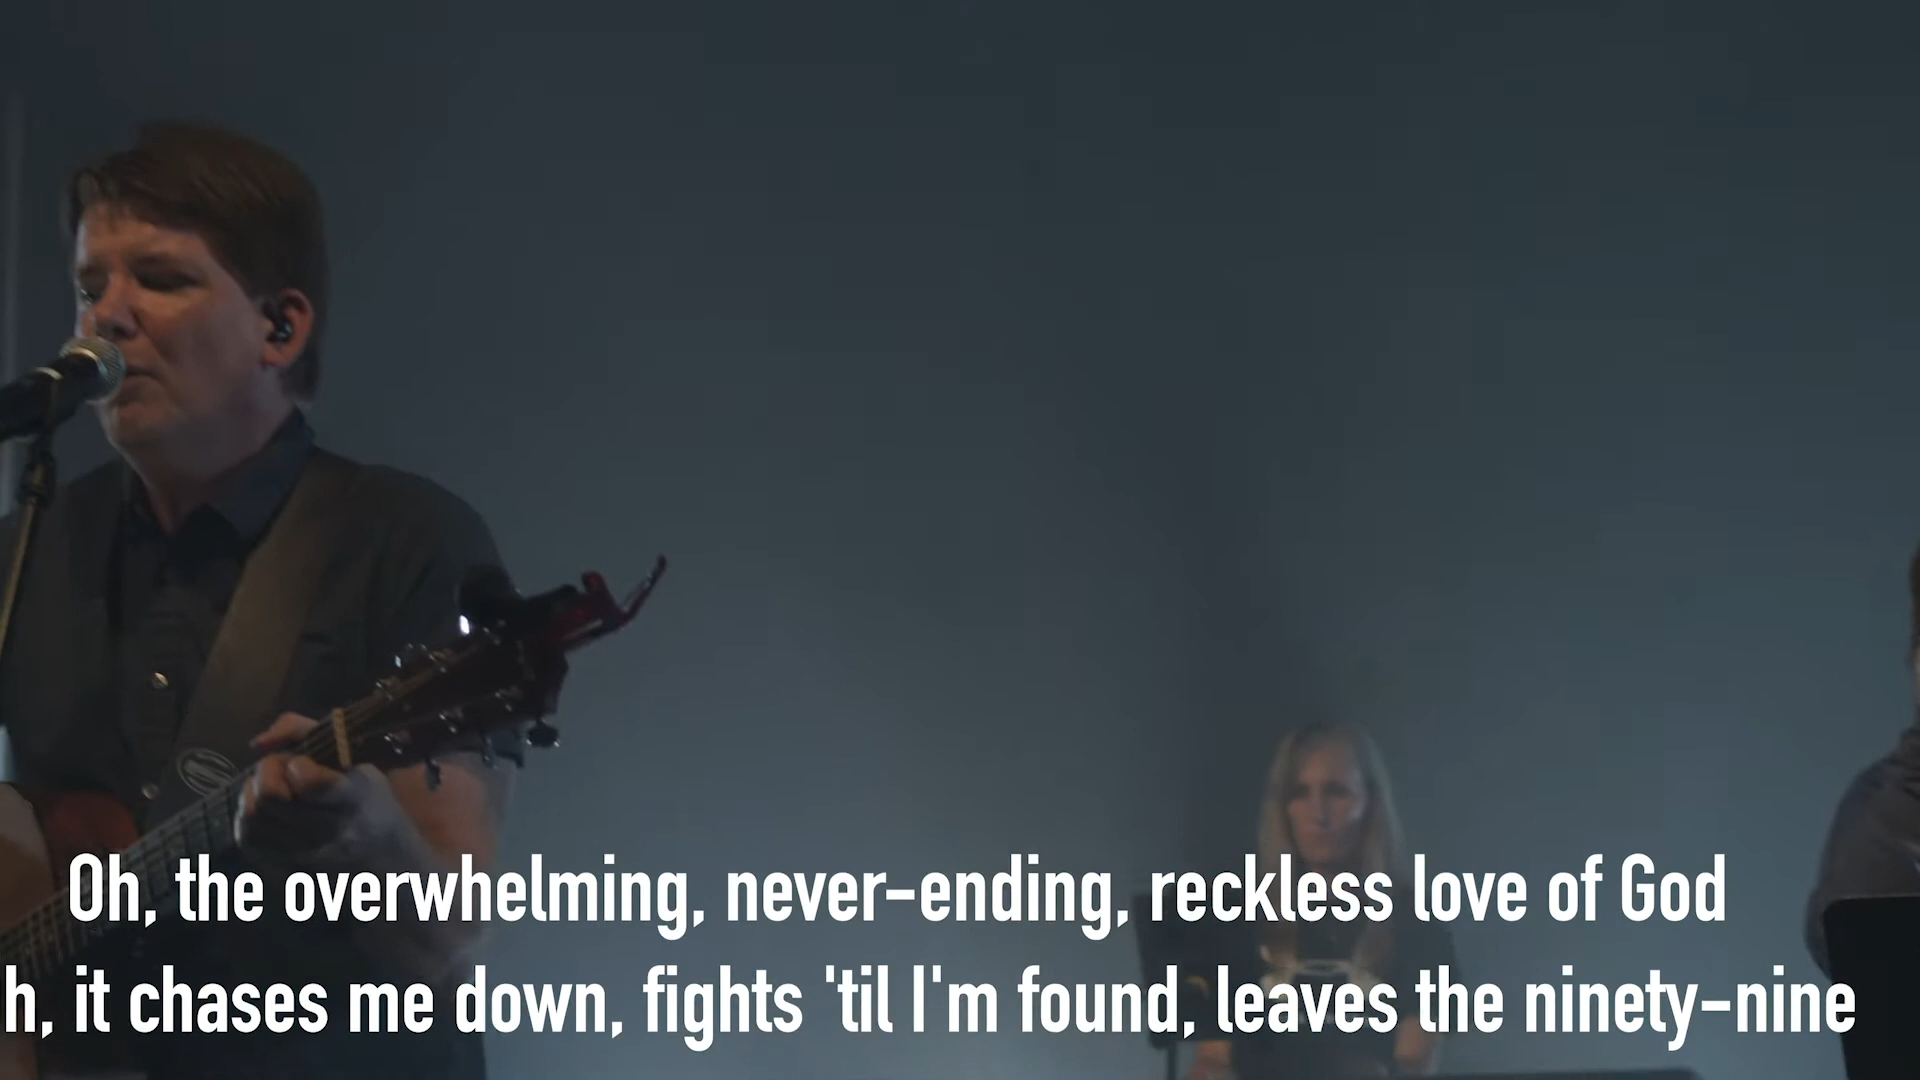 Oh, the overwhelming, never-ending, reckless love of God
h, it chases me down, fights 'til I'm found, leaves the ninety-nine